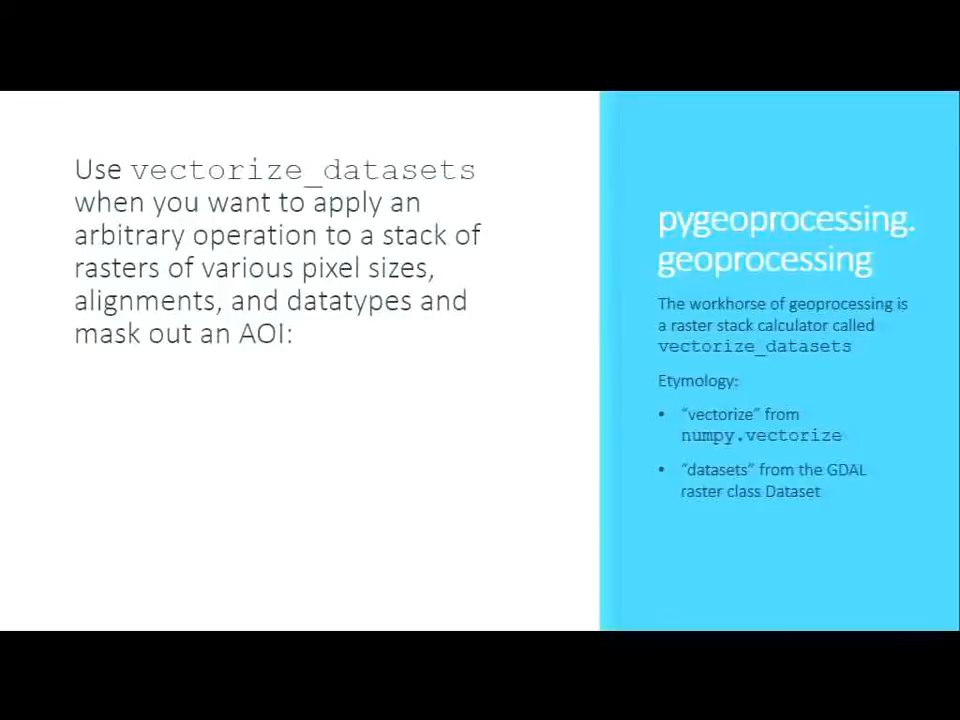 Use vectorize_datasets
when you want to apply an
arbitrary operation to a stack of
rasters of various pixel sizes,
alignments, and datatypes and
mask out an AOI:
pygeoprocessing.
geoprocessing
The workhorse of geoprocessing is
a raster stack calculator called
vectorize_datasets
Etymology:
• “vectorize” from
numpy.vectorize
• “datasets” from the GDAL
raster class Dataset